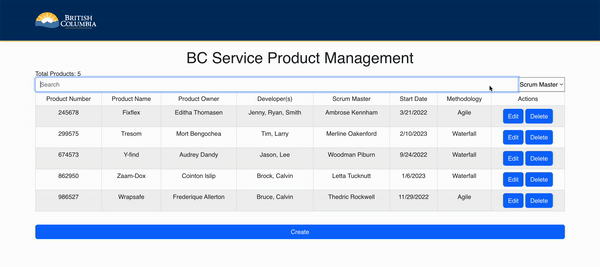 BRITISH
COLUMBIA
BC Service Product Management
Total Products: 5
Search Scrum Master
Product Number Product Name Product Owner Developer(s) Scrum Master Start Date Methodology Actions
245678 Fixflex Editha Thomasen Jenny, Ryan, Smith Ambrose Kennham 3/21/2022 Agile Edit Delete
299575 Tresom Mort Bengochea Tim, Larry Merline Oakenford 2/10/2023 Waterfall Edit Delete
674573 Y-find Audrey Dandy Jason, Lee Woodman Piburn 9/24/2022 Waterfall Edit Delete
862950 Zaam-Dox Cointon Islip Brock, Calvin Letta Tucknutt 1/6/2023 Waterfall Edit Delete
986527 Wrapsafe Frederique Allerton Bruce, Calvin Thedric Rockwell 11/29/2022 Agile Edit Delete
Create